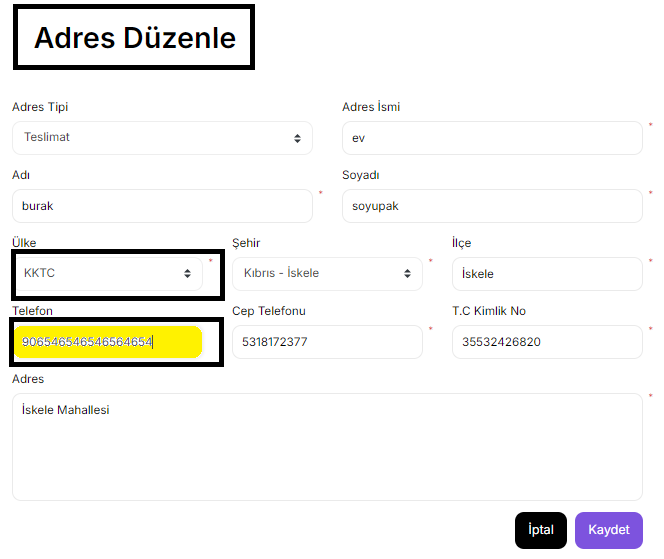 Adres Düzenle
Adres Tipi Adres İsmi
Teslimat ev *
Adı Soyadı
burak * soyupak *
Ülke Şehir İlçe
KKTC * Kıbrıs - İskele * İskele *
Telefon Cep Telefonu T.C Kimlik No
906546546546564654 5318172377 * 35532426820 *
Adres
İskele Mahallesi *
İptal Kaydet